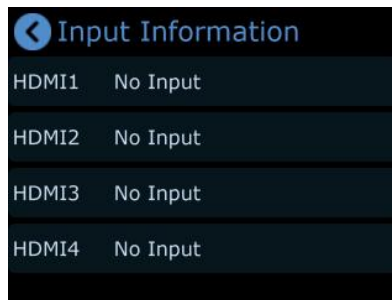 Input Information
HDMI1 No Input
HDMI2 No Input
HDMI3 No Input
HDMI4 No Input